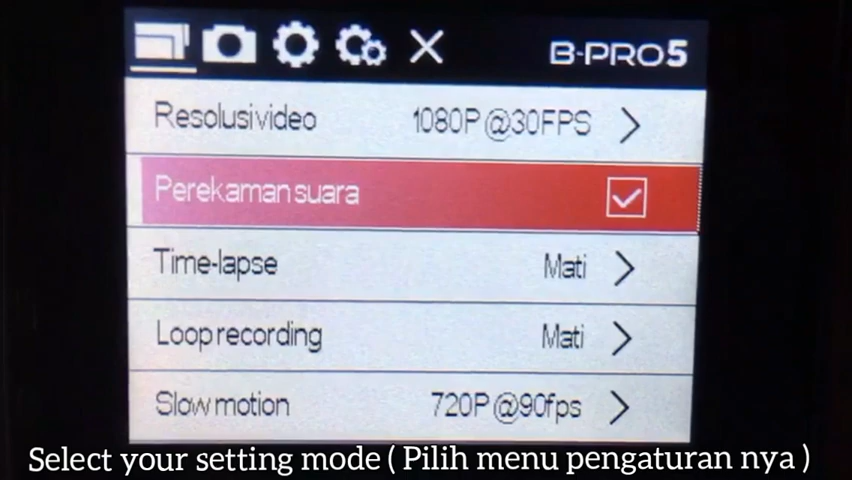 B-PRO5
Resolusi video 1080P@30FPS
Perekaman suara
Time-lapse Mati
Loop recording Mati
Slow motion 720P@90fps
Select your setting mode ( Pilih menu pengaturan nya )